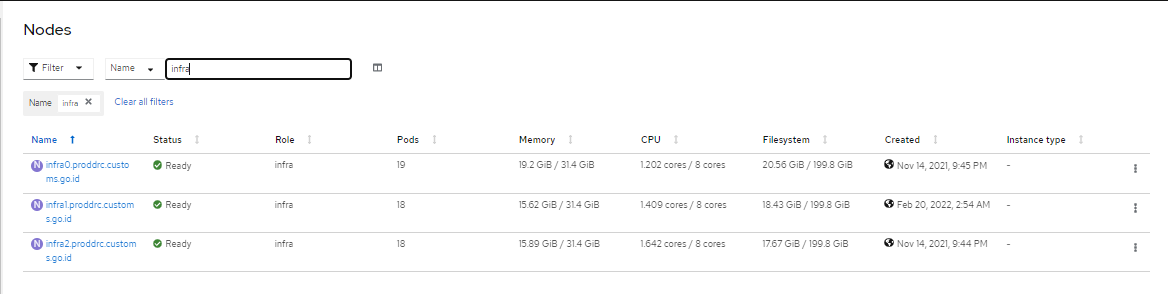 Nodes
Filter Name infra
Name infra × Clear all filters
Name Status Role Pods Memory CPU Filesystem Created Instance type
N infra0.proddrc.custo Ready infra 19 19.2 GiB / 31.4 GiB 1.202 cores / 8 cores 20.56 GiB / 199.8 GiB Nov 14, 2021, 9:45 PM -
ms.go.id
N infra1.proddrc.custom Ready infra 18 15.62 GiB / 31.4 GiB 1.409 cores / 8 cores 18.43 GiB / 199.8 GiB Feb 20, 2022, 2:54 AM -
s.go.id
N infra2.proddrc.custom Ready infra 18 15.89 GiB / 31.4 GiB 1.642 cores / 8 cores 17.67 GiB / 199.8 GiB Nov 14, 2021, 9:44 PM -
s.go.id